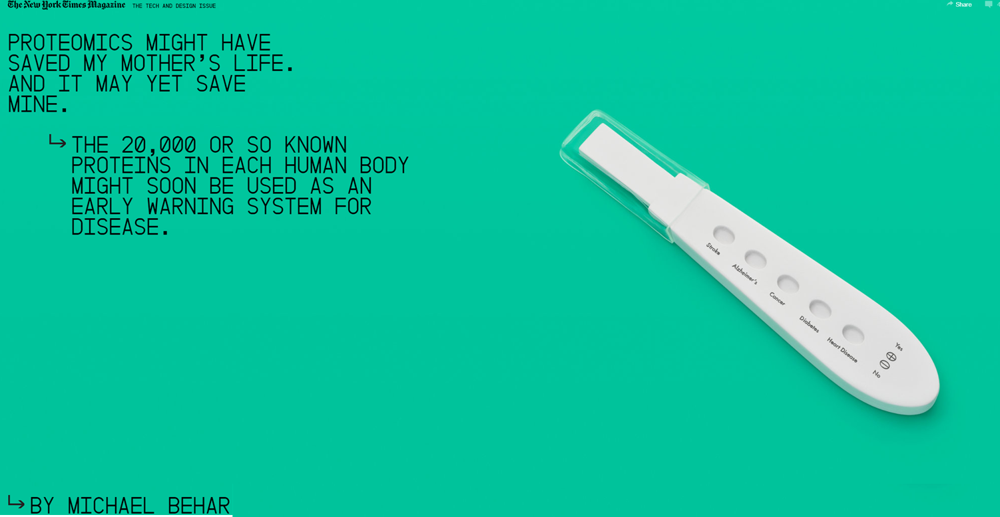 The New York Times Magazine THE TECH AND DESIGN ISSUE
Share
PROTEOMICS MIGHT HAVE
SAVED MY MOTHER’S LIFE.
AND IT MAY YET SAVE
MINE.
↳ THE 20,000 OR SO KNOWN
PROTEINS IN EACH HUMAN BODY
MIGHT SOON BE USED AS AN
EARLY WARNING SYSTEM FOR
DISEASE.
Stroke
Alzheimer's
Cancer
Diabetes
Heart Disease
Yes
No
↳ BY MICHAEL BEHAR